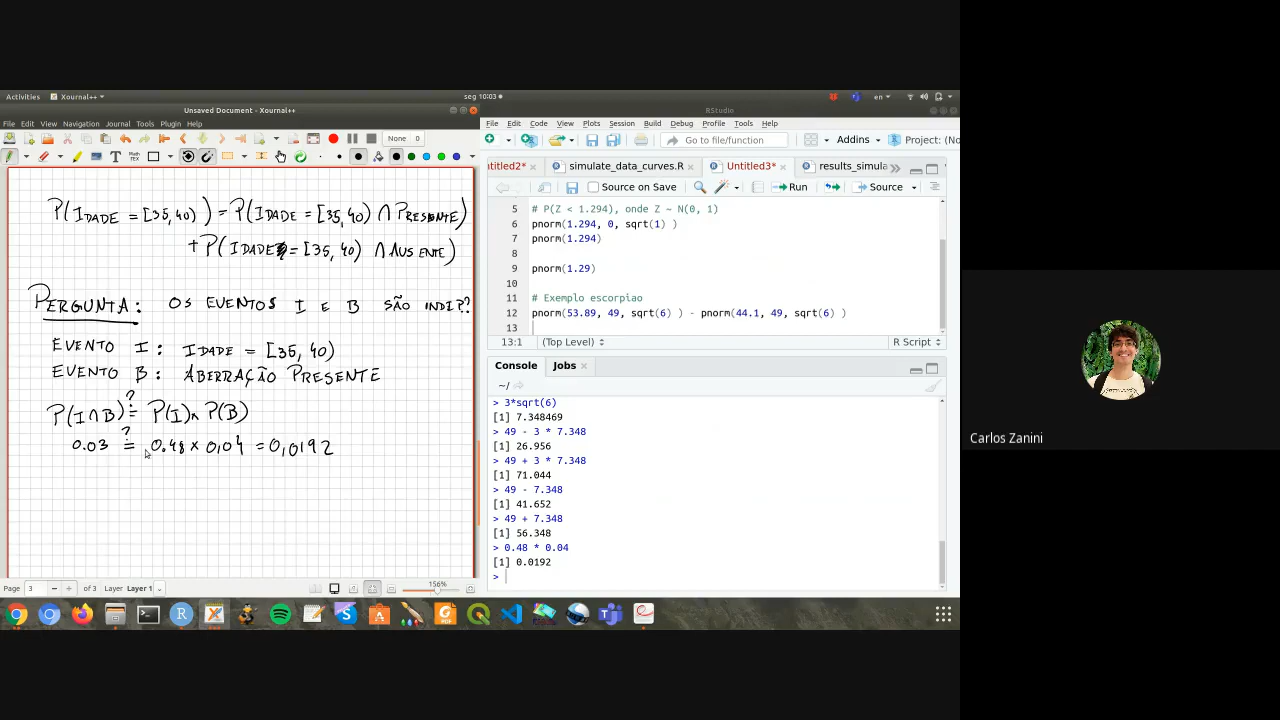 Activities Xournal++ seg 10:03 en
Unsaved Document - Xournal++
File Edit View Navigation Journal Tools Plugin Help
None 0
P(IDADE = [35,40)) = P(IDADE = [35,40) ∩ PRESENTE)
+ P(IDADE = [35,40) ∩ AUSENTE)
PERGUNTA: OS EVENTOS I E B SÃO INDEP.?
EVENTO I: IDADE = [35,40)
EVENTO B: ABERRAÇÃO PRESENTE
P(I∩B) ?= P(I) x P(B)
0.03 ?= 0.48 x 0,04 = 0,0192
Page 3 of 3 Layer Layer 1 156%
RStudio
File Edit Code View Plots Session Build Debug Profile Tools Help
Go to file/function Addins Project: (No
ntitled2* simulate_data_curves.R Untitled3* results_simula
Source on Save Run Source
5 # P(Z < 1.294), onde Z ~ N(0, 1)
6 pnorm(1.294, 0, sqrt(1) )
7 pnorm(1.294)
8
9 pnorm(1.29)
10
11 # Exemplo escorpiao
12 pnorm(53.89, 49, sqrt(6) ) - pnorm(44.1, 49, sqrt(6) )
13
13:1 (Top Level) R Script
Console Jobs
~/
> 3*sqrt(6)
[1] 7.348469
> 49 - 3 * 7.348
[1] 26.956
> 49 + 3 * 7.348
[1] 71.044
> 49 - 7.348
[1] 41.652
> 49 + 7.348
[1] 56.348
> 0.48 * 0.04
[1] 0.0192
>
Carlos Zanini